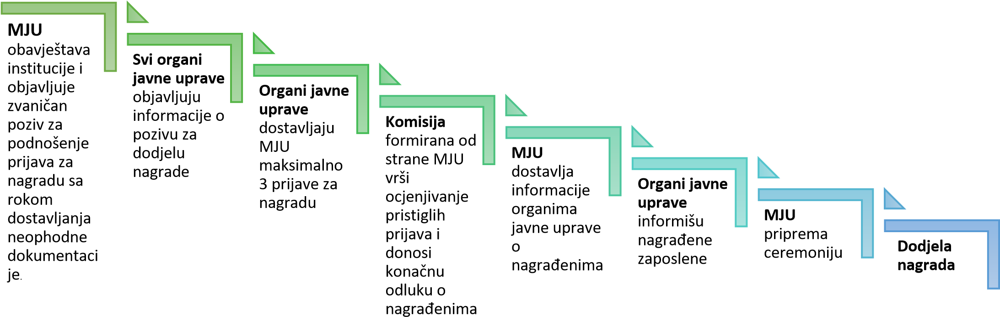 MJU
obavještava
institucije i
objavljuje
zvaničan
poziv za
podnošenje
prijava za
nagradu sa
rokom
dostavljanja
neophodne
dokumentaci
je.
Svi organi
javne uprave
objavljuju
informacije o
pozivu za
dodjelu
nagrade
Organi javne
uprave
dostavljaju
MJU
maksimalno
3 prijave za
nagradu
Komisija
formirana od
strane MJU
vrši
ocjenjivanje
pristiglih
prijava i
donosi
konačnu
odluku o
nagrađenima
MJU
dostavlja
informacije
organima
javne uprave
o
nagrađenima
Organi javne
uprave
informišu
nagrađene
zaposlene
MJU
priprema
ceremoniju
Dodjela
nagrada